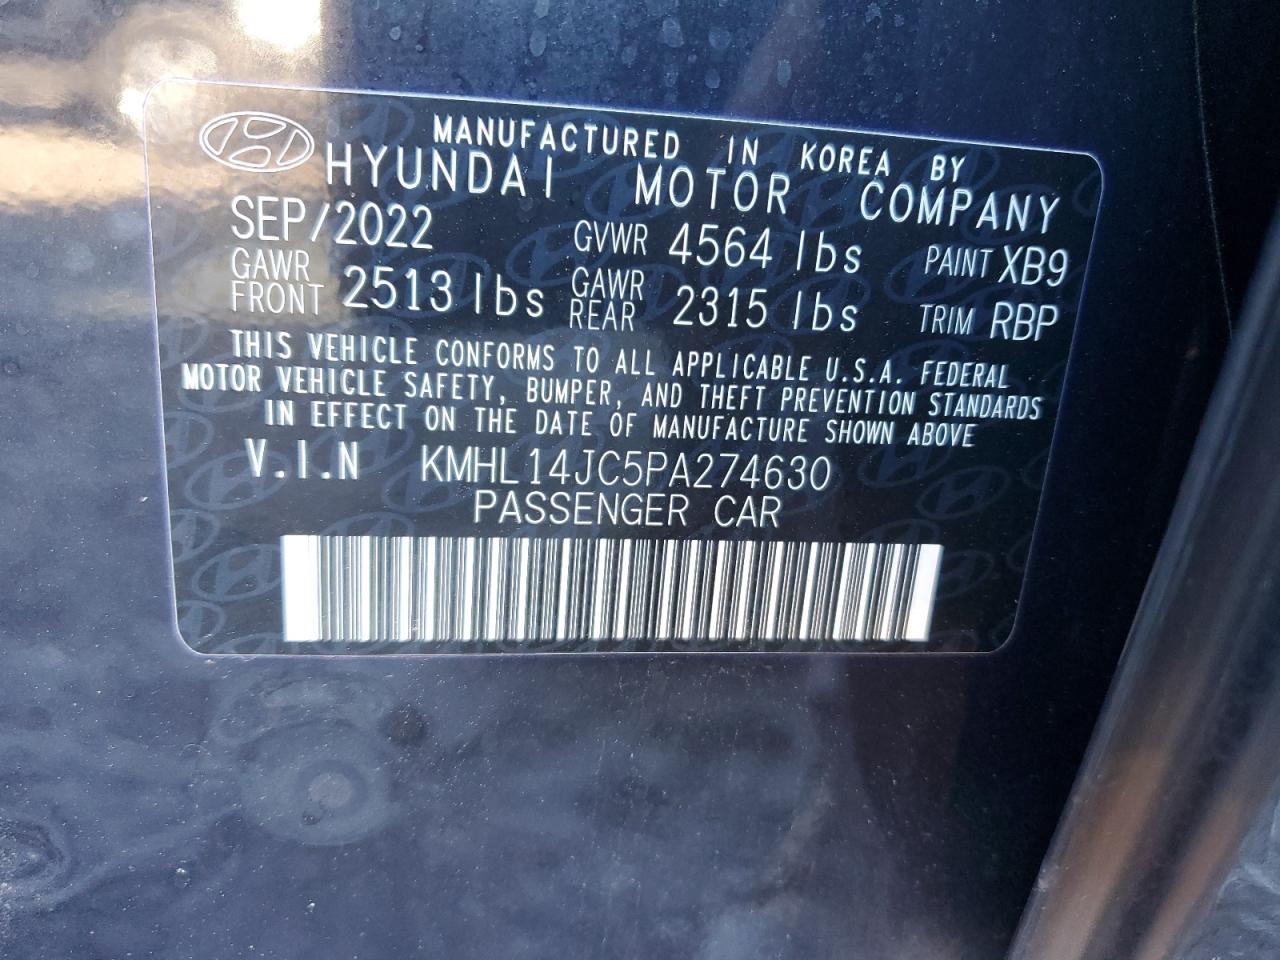 MANUFACTURED IN KOREA BY
HYUNDAI MOTOR COMPANY
SEP/2022 GVWR 4564 lbs PAINT XB9
GAWR FRONT 2513 lbs GAWR REAR 2315 lbs TRIM RBP
THIS VEHICLE CONFORMS TO ALL APPLICABLE U.S.A. FEDERAL
MOTOR VEHICLE SAFETY, BUMPER, AND THEFT PREVENTION STANDARDS
IN EFFECT ON THE DATE OF MANUFACTURE SHOWN ABOVE
V.I.N KMHL14JC5PA274630
PASSENGER CAR